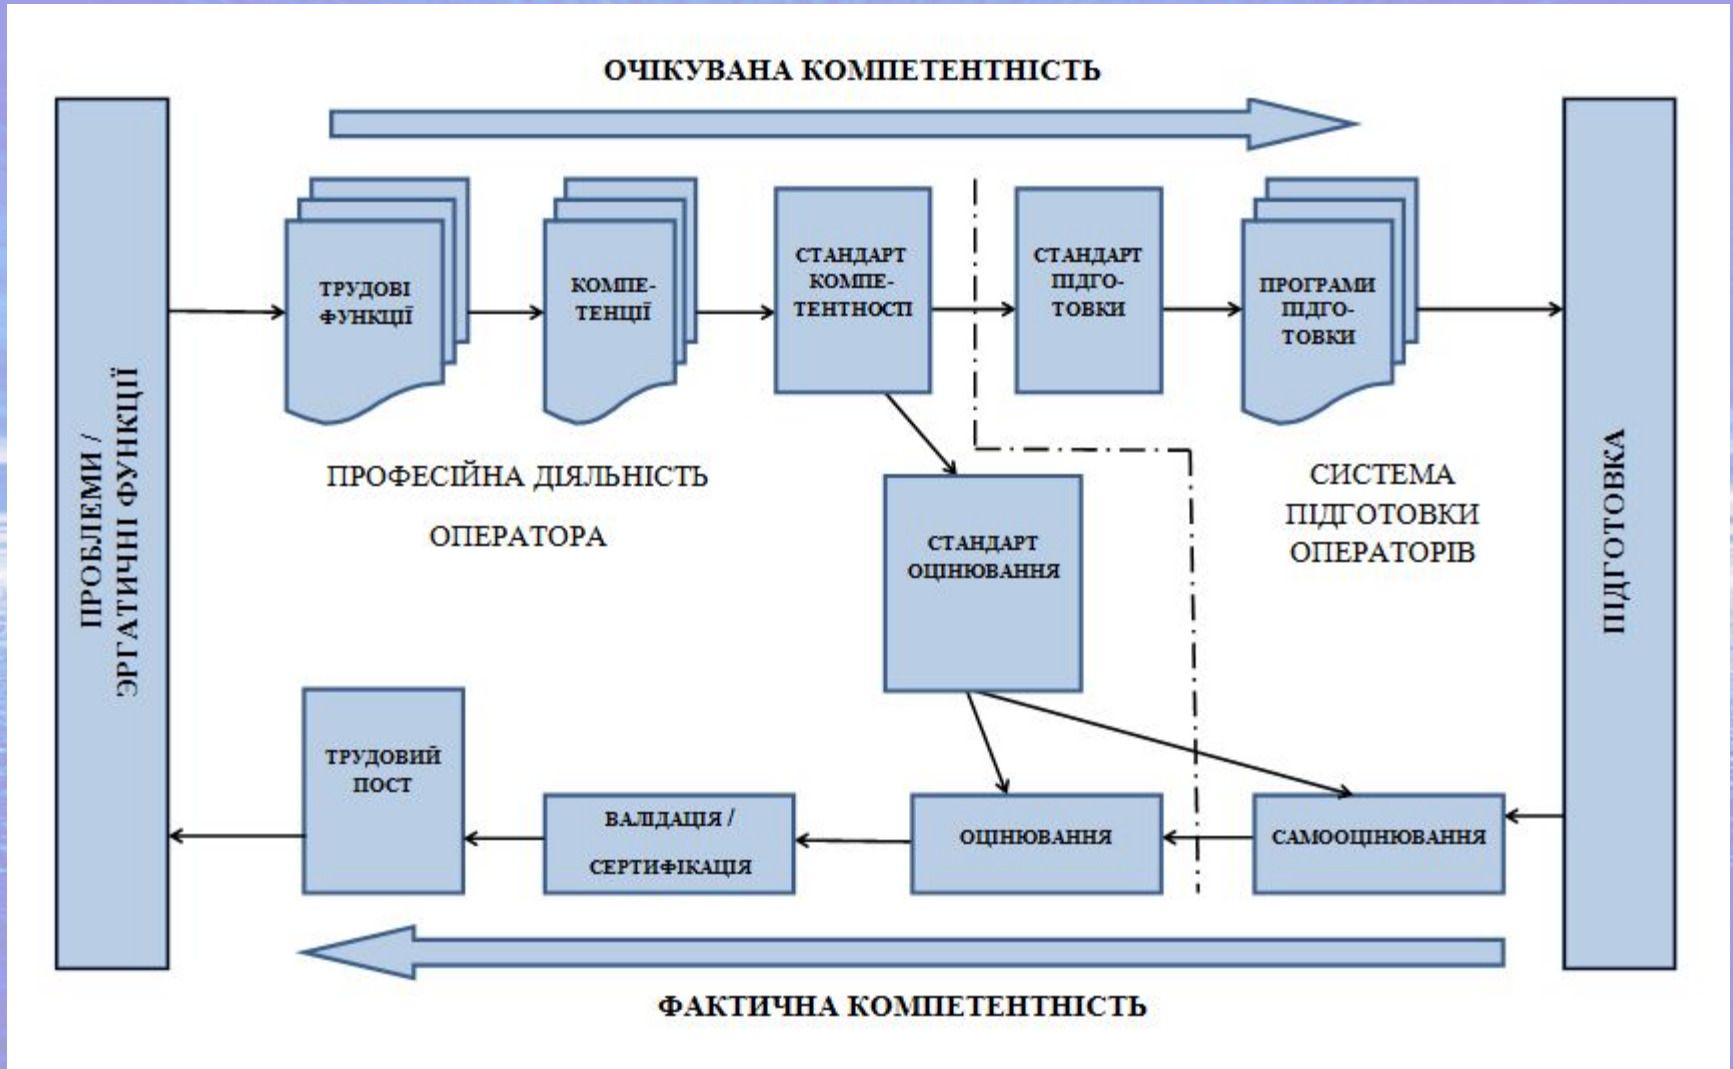 ОЧІКУВАНА КОМПЕТЕНТНІСТЬ
ПРОБЛЕМИ /
ЭРГАТИЧНІ ФУНКЦІЇ
ТРУДОВІ
ФУНКЦІЇ
КОМПЕ-
ТЕНЦІЇ
СТАНДАРТ
КОМПЕ-
ТЕНТНОСТІ
СТАНДАРТ
ПІДГО-
ТОВКИ
ПРОГРАМИ
ПІДГО-
ТОВКИ
ПІДГОТОВКА
ПРОФЕСІЙНА ДІЯЛЬНІСТЬ
ОПЕРАТОРА
СИСТЕМА
ПІДГОТОВКИ
ОПЕРАТОРІВ
СТАНДАРТ
ОЦІНЮВАННЯ
ТРУДОВИЙ
ПОСТ
ВАЛІДАЦІЯ /
СЕРТИФІКАЦІЯ
ОЦІНЮВАННЯ
САМООЦІНЮВАННЯ
ФАКТИЧНА КОМПЕТЕНТНІСТЬ